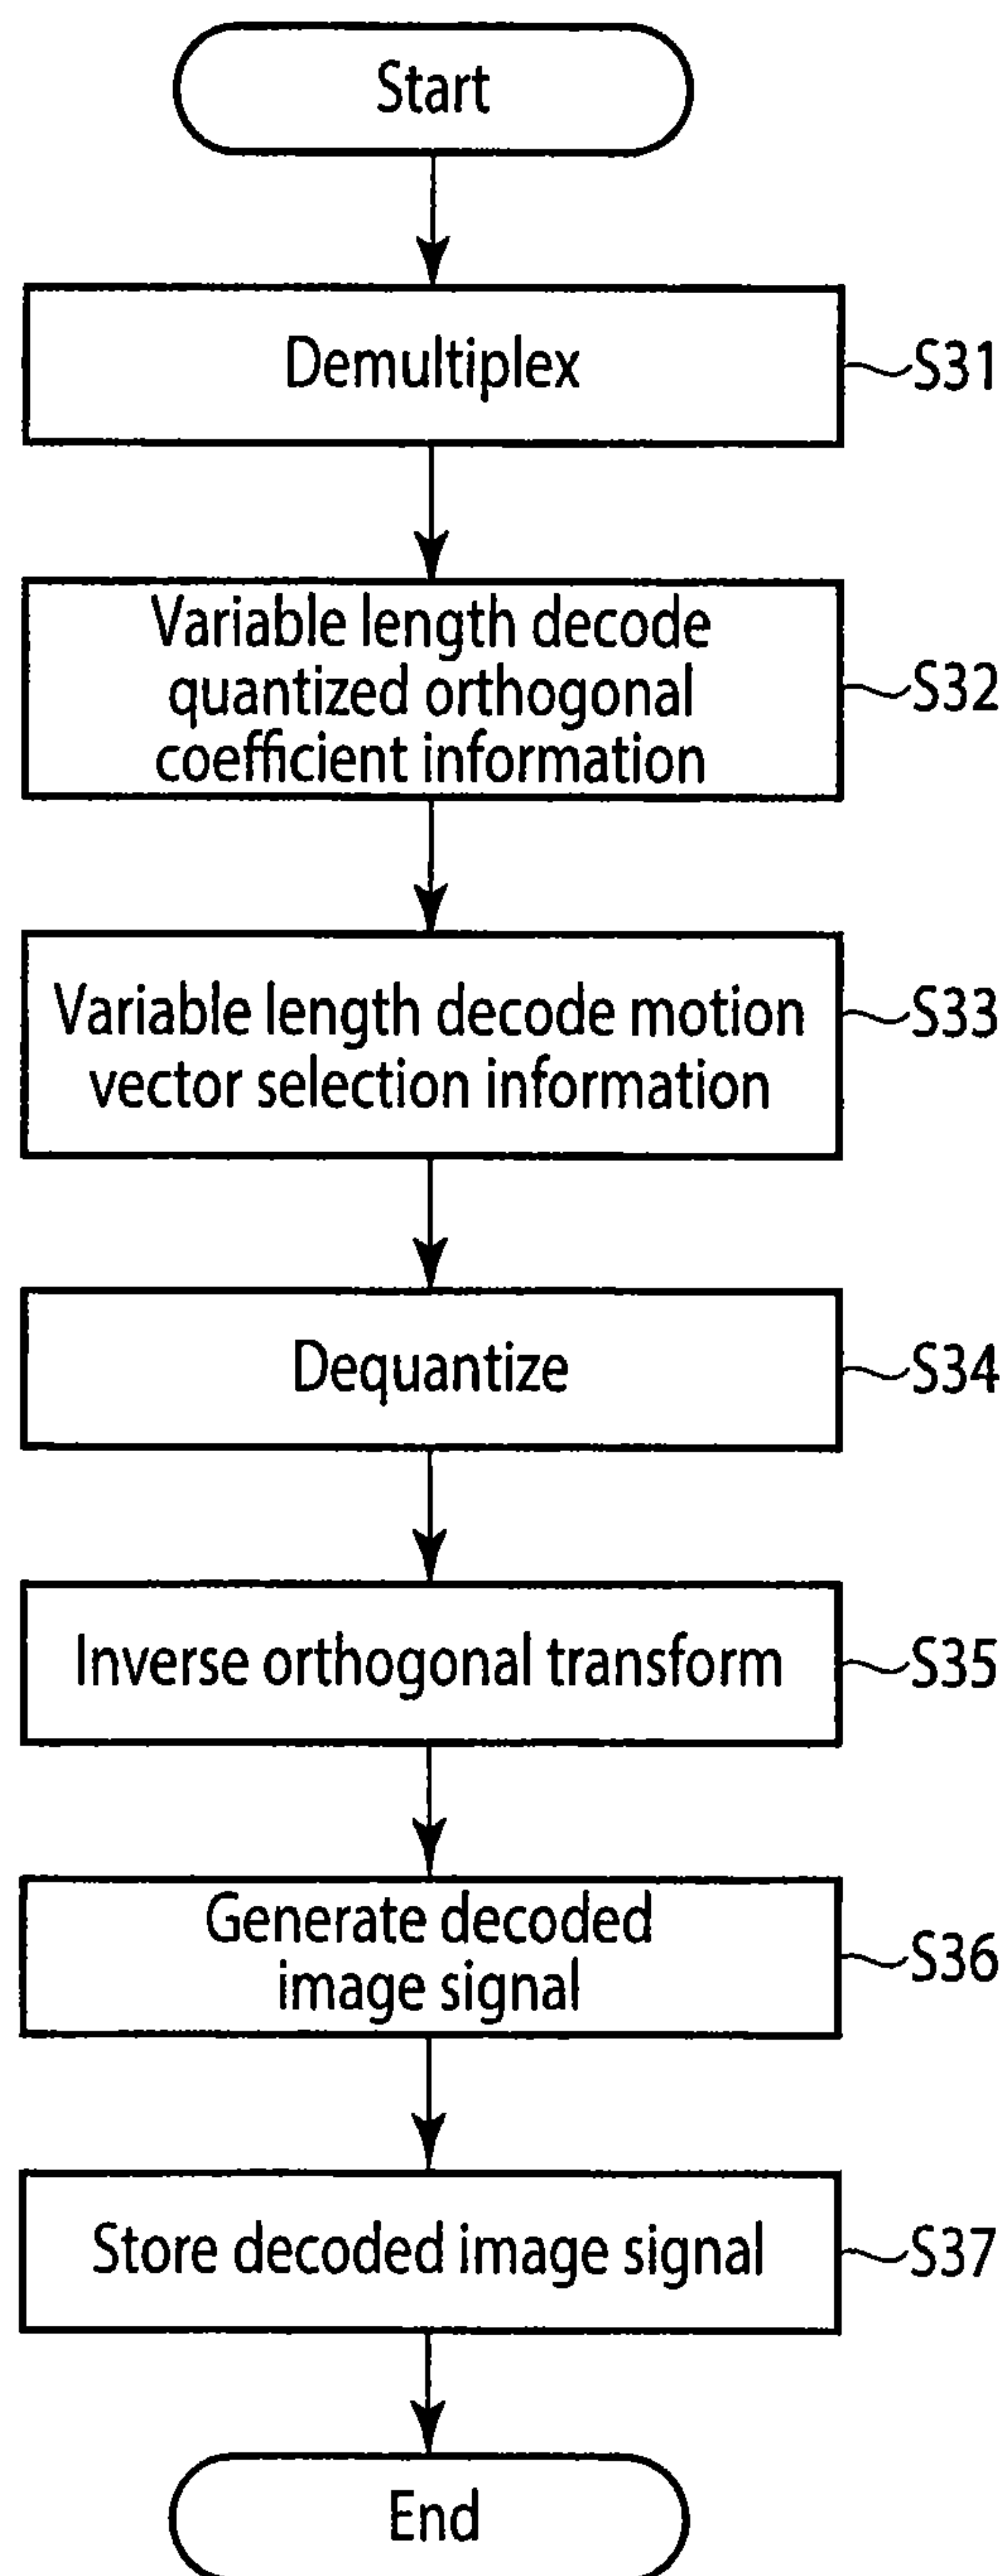 Start
Demultiplex
S31
Variable length decode
quantized orthogonal
coefficient information
S32
Variable length decode motion
vector selection information
S33
Dequantize
S34
Inverse orthogonal transform
S35
Generate decoded
image signal
S36
Store decoded image signal
S37
End